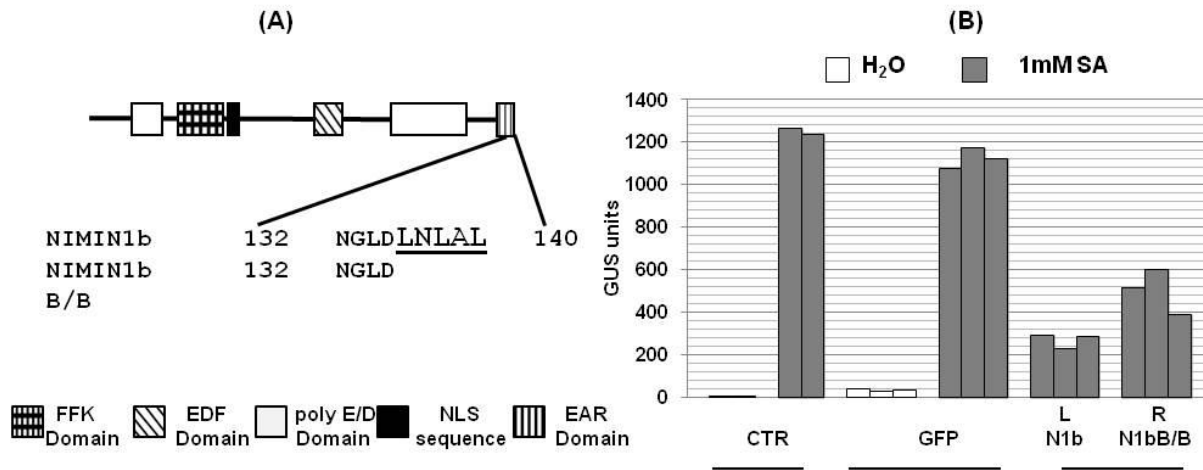 (A)
NIMIN1b 132 NGLDLNLAL 140
NIMIN1b 132 NGLD
B/B
FFK Domain
EDF Domain
poly E/D Domain
NLS sequence
EAR Domain
(B)
H₂O 1mM SA
GUS units
1400
1200
1000
800
600
400
200
0
CTR
GFP
L
N1b
R
N1bB/B